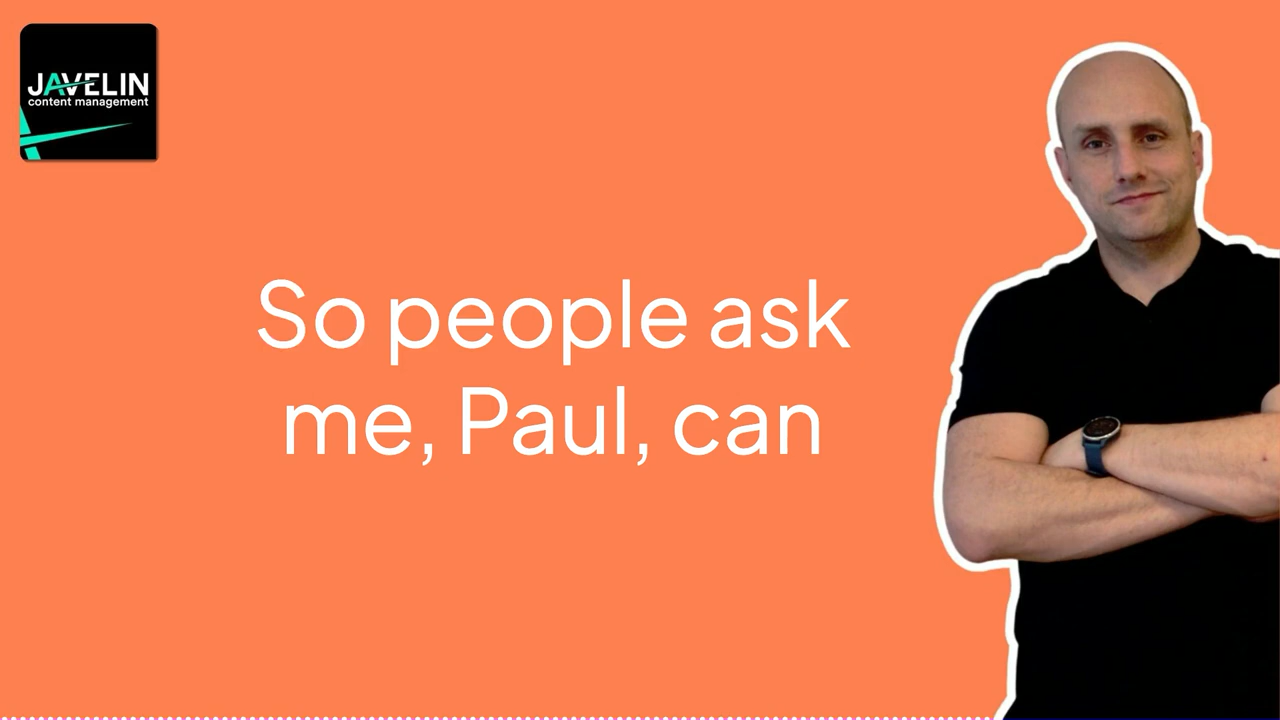 JAVELIN
content management
So people ask
me, Paul, can